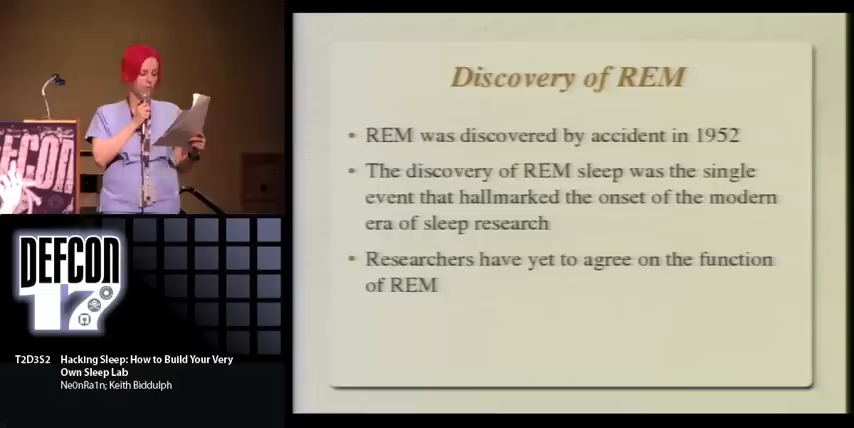 Discovery of REM
• REM was discovered by accident in 1952
• The discovery of REM sleep was the single
event that hallmarked the onset of the modern
era of sleep research
• Researchers have yet to agree on the function
of REM
EFCON
DEFCON
17
T2D3S2 Hacking Sleep: How to Build Your Very
Own Sleep Lab
Ne0nRa1n; Keith Biddulph